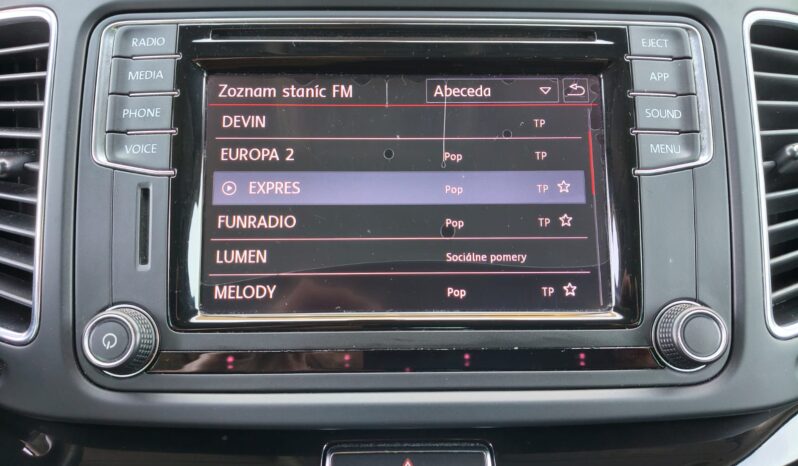 RADIO
MEDIA
PHONE
VOICE
EJECT
APP
SOUND
MENU
Zoznam staníc FM Abeceda
DEVIN TP
EUROPA 2 Pop TP
EXPRES Pop TP
FUNRADIO Pop TP
LUMEN Sociálne pomery
MELODY Pop TP